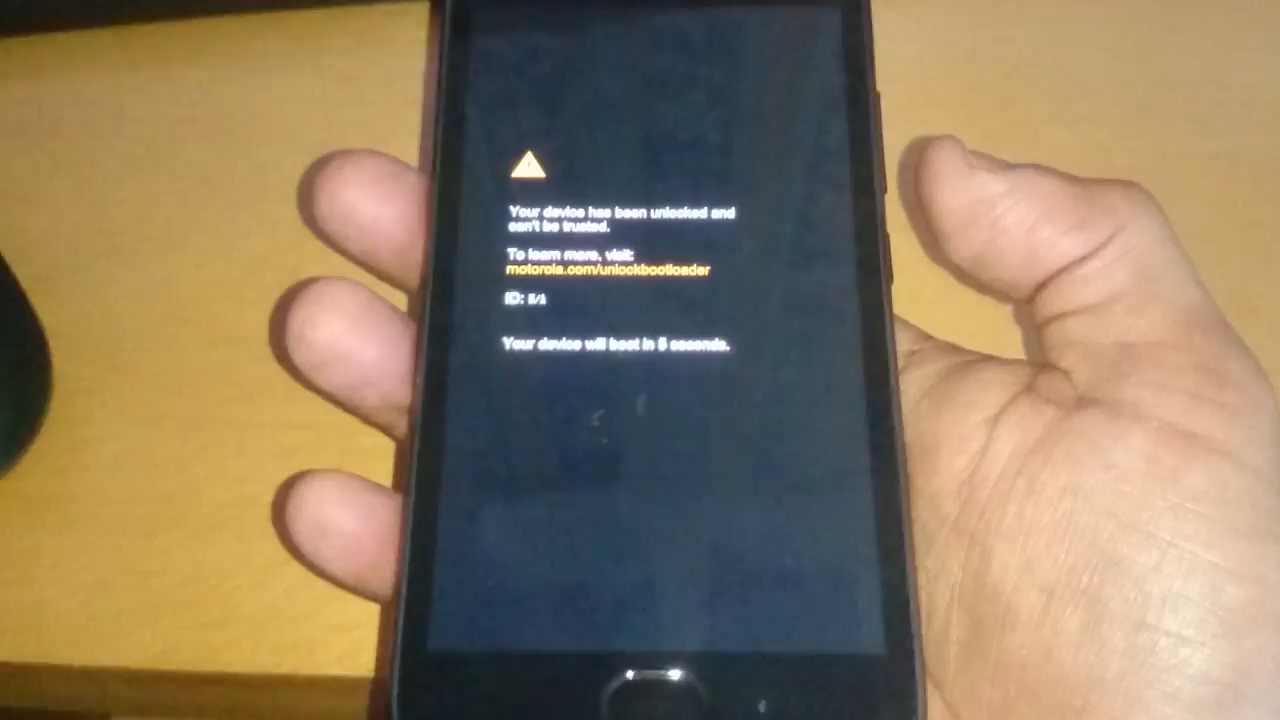 Your device has been unlocked and
can't be trusted.
To learn more, visit:
motorola.com/unlockbootloader
ID:
Your device will boot in 5 seconds.